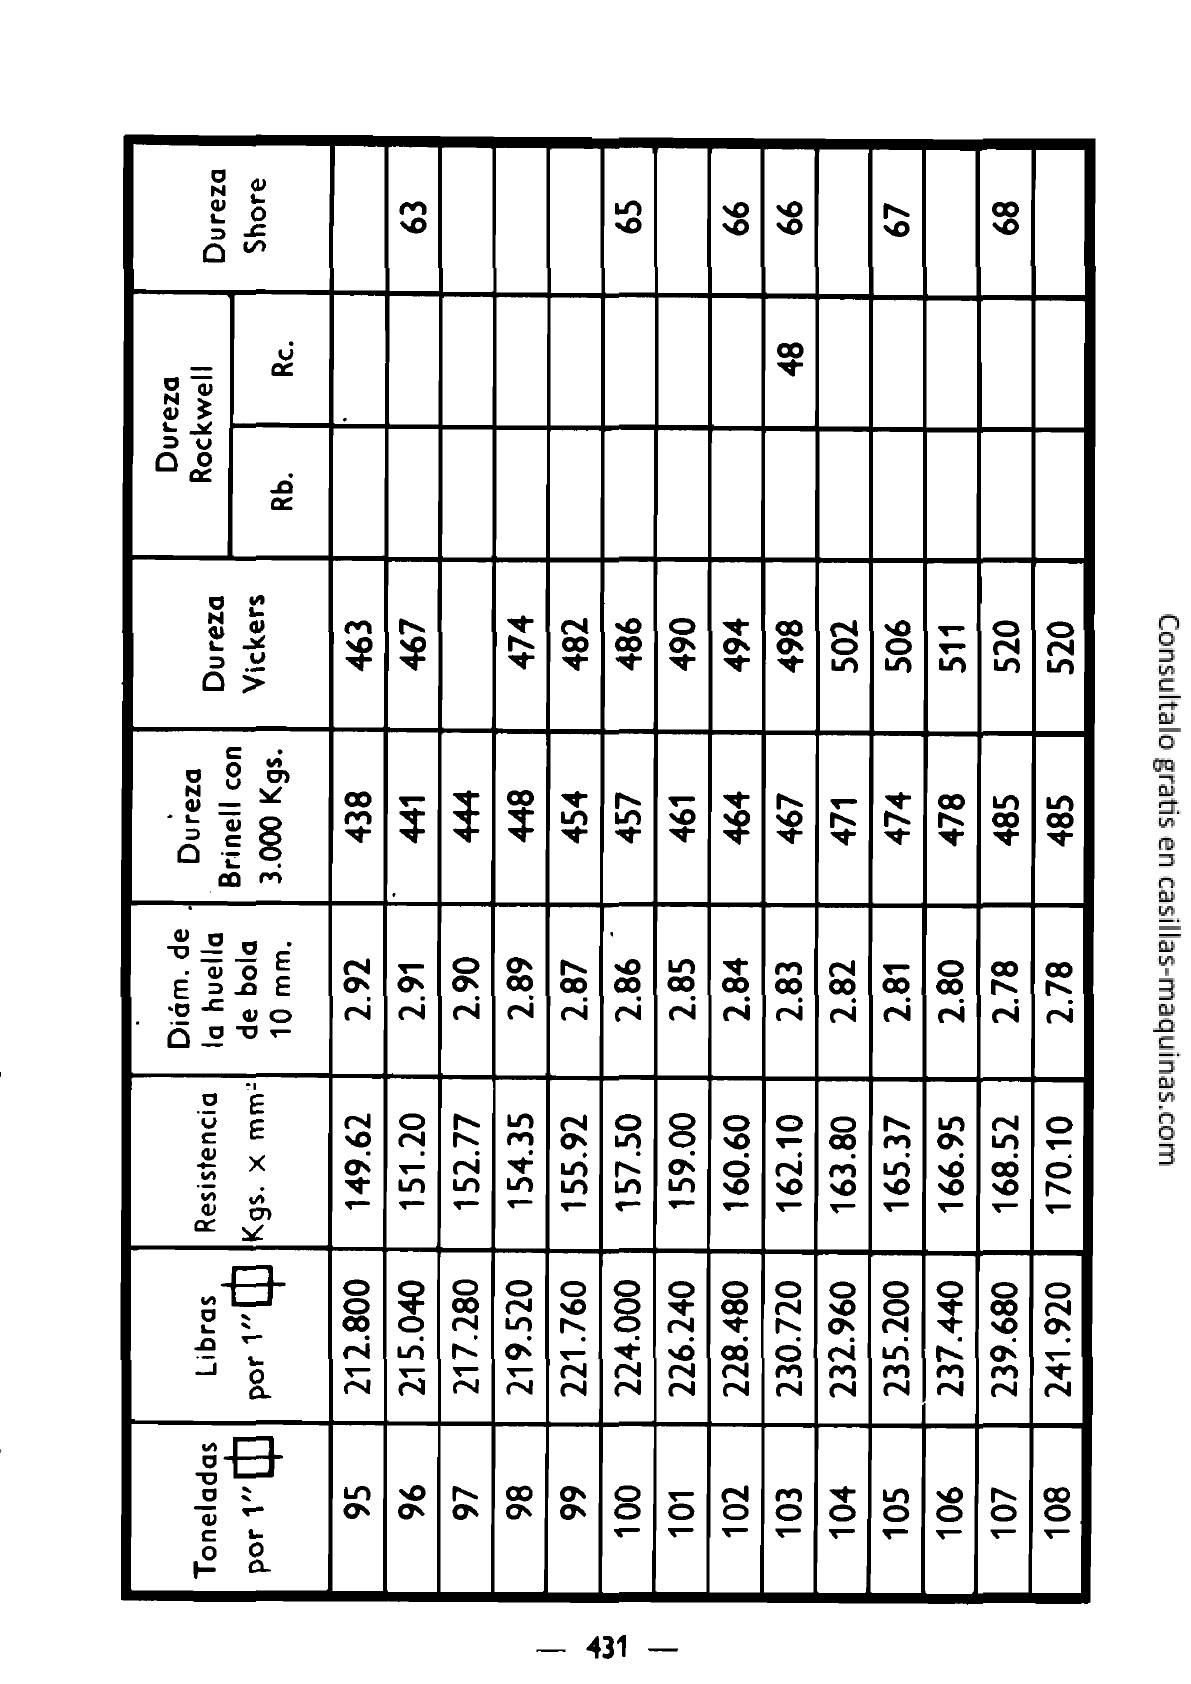 Toneladas por 1" | Libras por 1" | Resistencia Kgs. x mm² | Diám. de la huella de bola 10 mm. | Dureza Brinell con 3.000 Kgs. | Dureza Vickers | Dureza Rockwell Rb. | Rc. | Dureza Shore
95 | 212.800 | 149.62 | 2.92 | 438 | 463 | | |
96 | 215.040 | 151.20 | 2.91 | 441 | 467 | | | 63
97 | 217.280 | 152.77 | 2.90 | 444 | | | |
98 | 219.520 | 154.35 | 2.89 | 448 | 474 | | |
99 | 221.760 | 155.92 | 2.87 | 454 | 482 | | |
100 | 224.000 | 157.50 | 2.86 | 457 | 486 | | | 65
101 | 226.240 | 159.00 | 2.85 | 461 | 490 | | |
102 | 228.480 | 160.60 | 2.84 | 464 | 494 | | | 66
103 | 230.720 | 162.10 | 2.83 | 467 | 498 | | 48 | 66
104 | 232.960 | 163.80 | 2.82 | 471 | 502 | | |
105 | 235.200 | 165.37 | 2.81 | 474 | 506 | | | 67
106 | 237.440 | 166.95 | 2.80 | 478 | 511 | | |
107 | 239.680 | 168.52 | 2.78 | 485 | 520 | | | 68
108 | 241.920 | 170.10 | 2.78 | 485 | 520 | | |
— 431 —
Consultalo gratis en casillas-maquinas.com